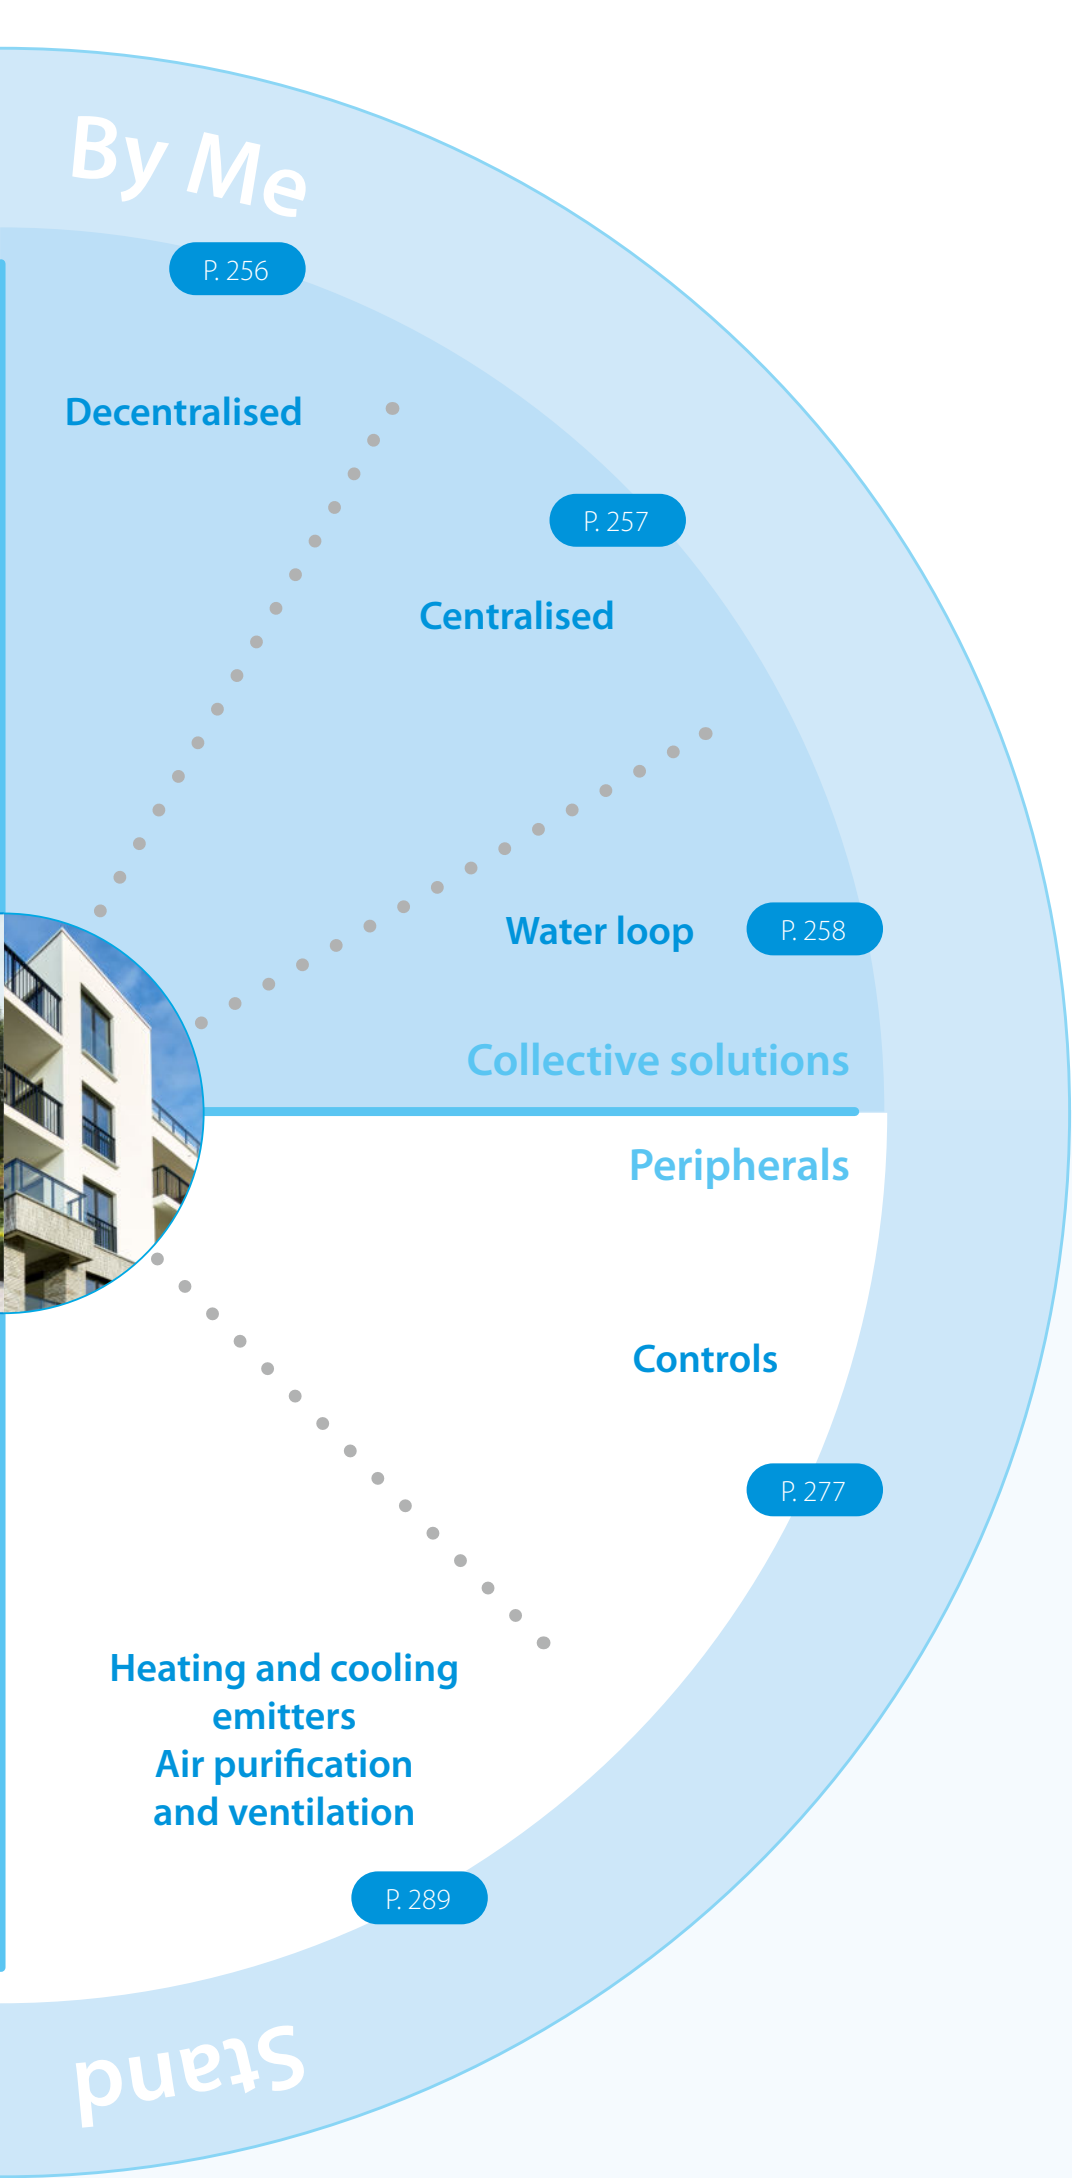 By Me
P. 256
Decentralised
P. 257
Centralised
Water loop
P. 258
Collective solutions
Peripherals
Controls
P. 277
Heating and cooling
emitters
Air purification
and ventilation
P. 289
Stand